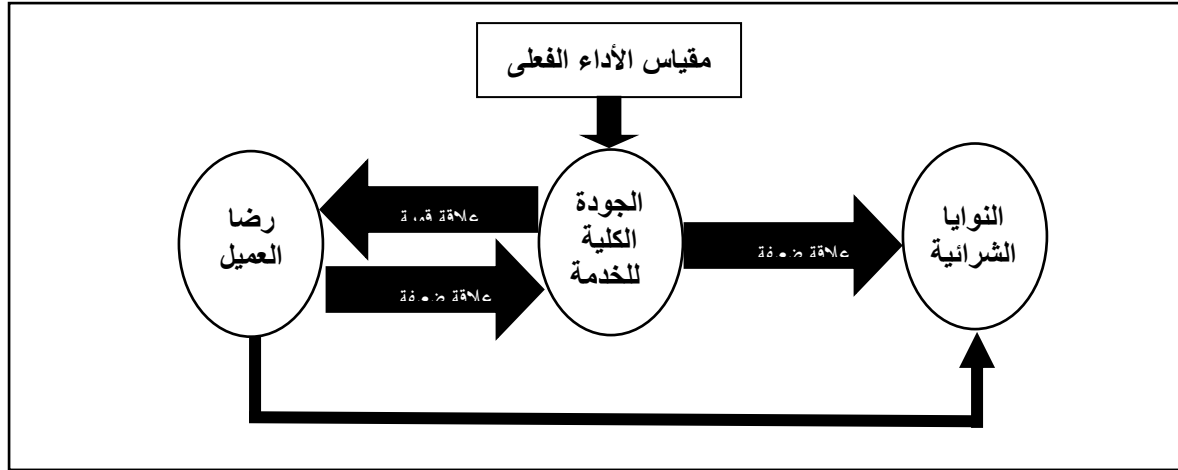 مقياس الأداء الفعلى
رضا
العميل
علاقة قوية
علاقة ضعيفة
الجودة
الكلية
للخدمة
علاقة ضعيفة
النوايا
الشرائية